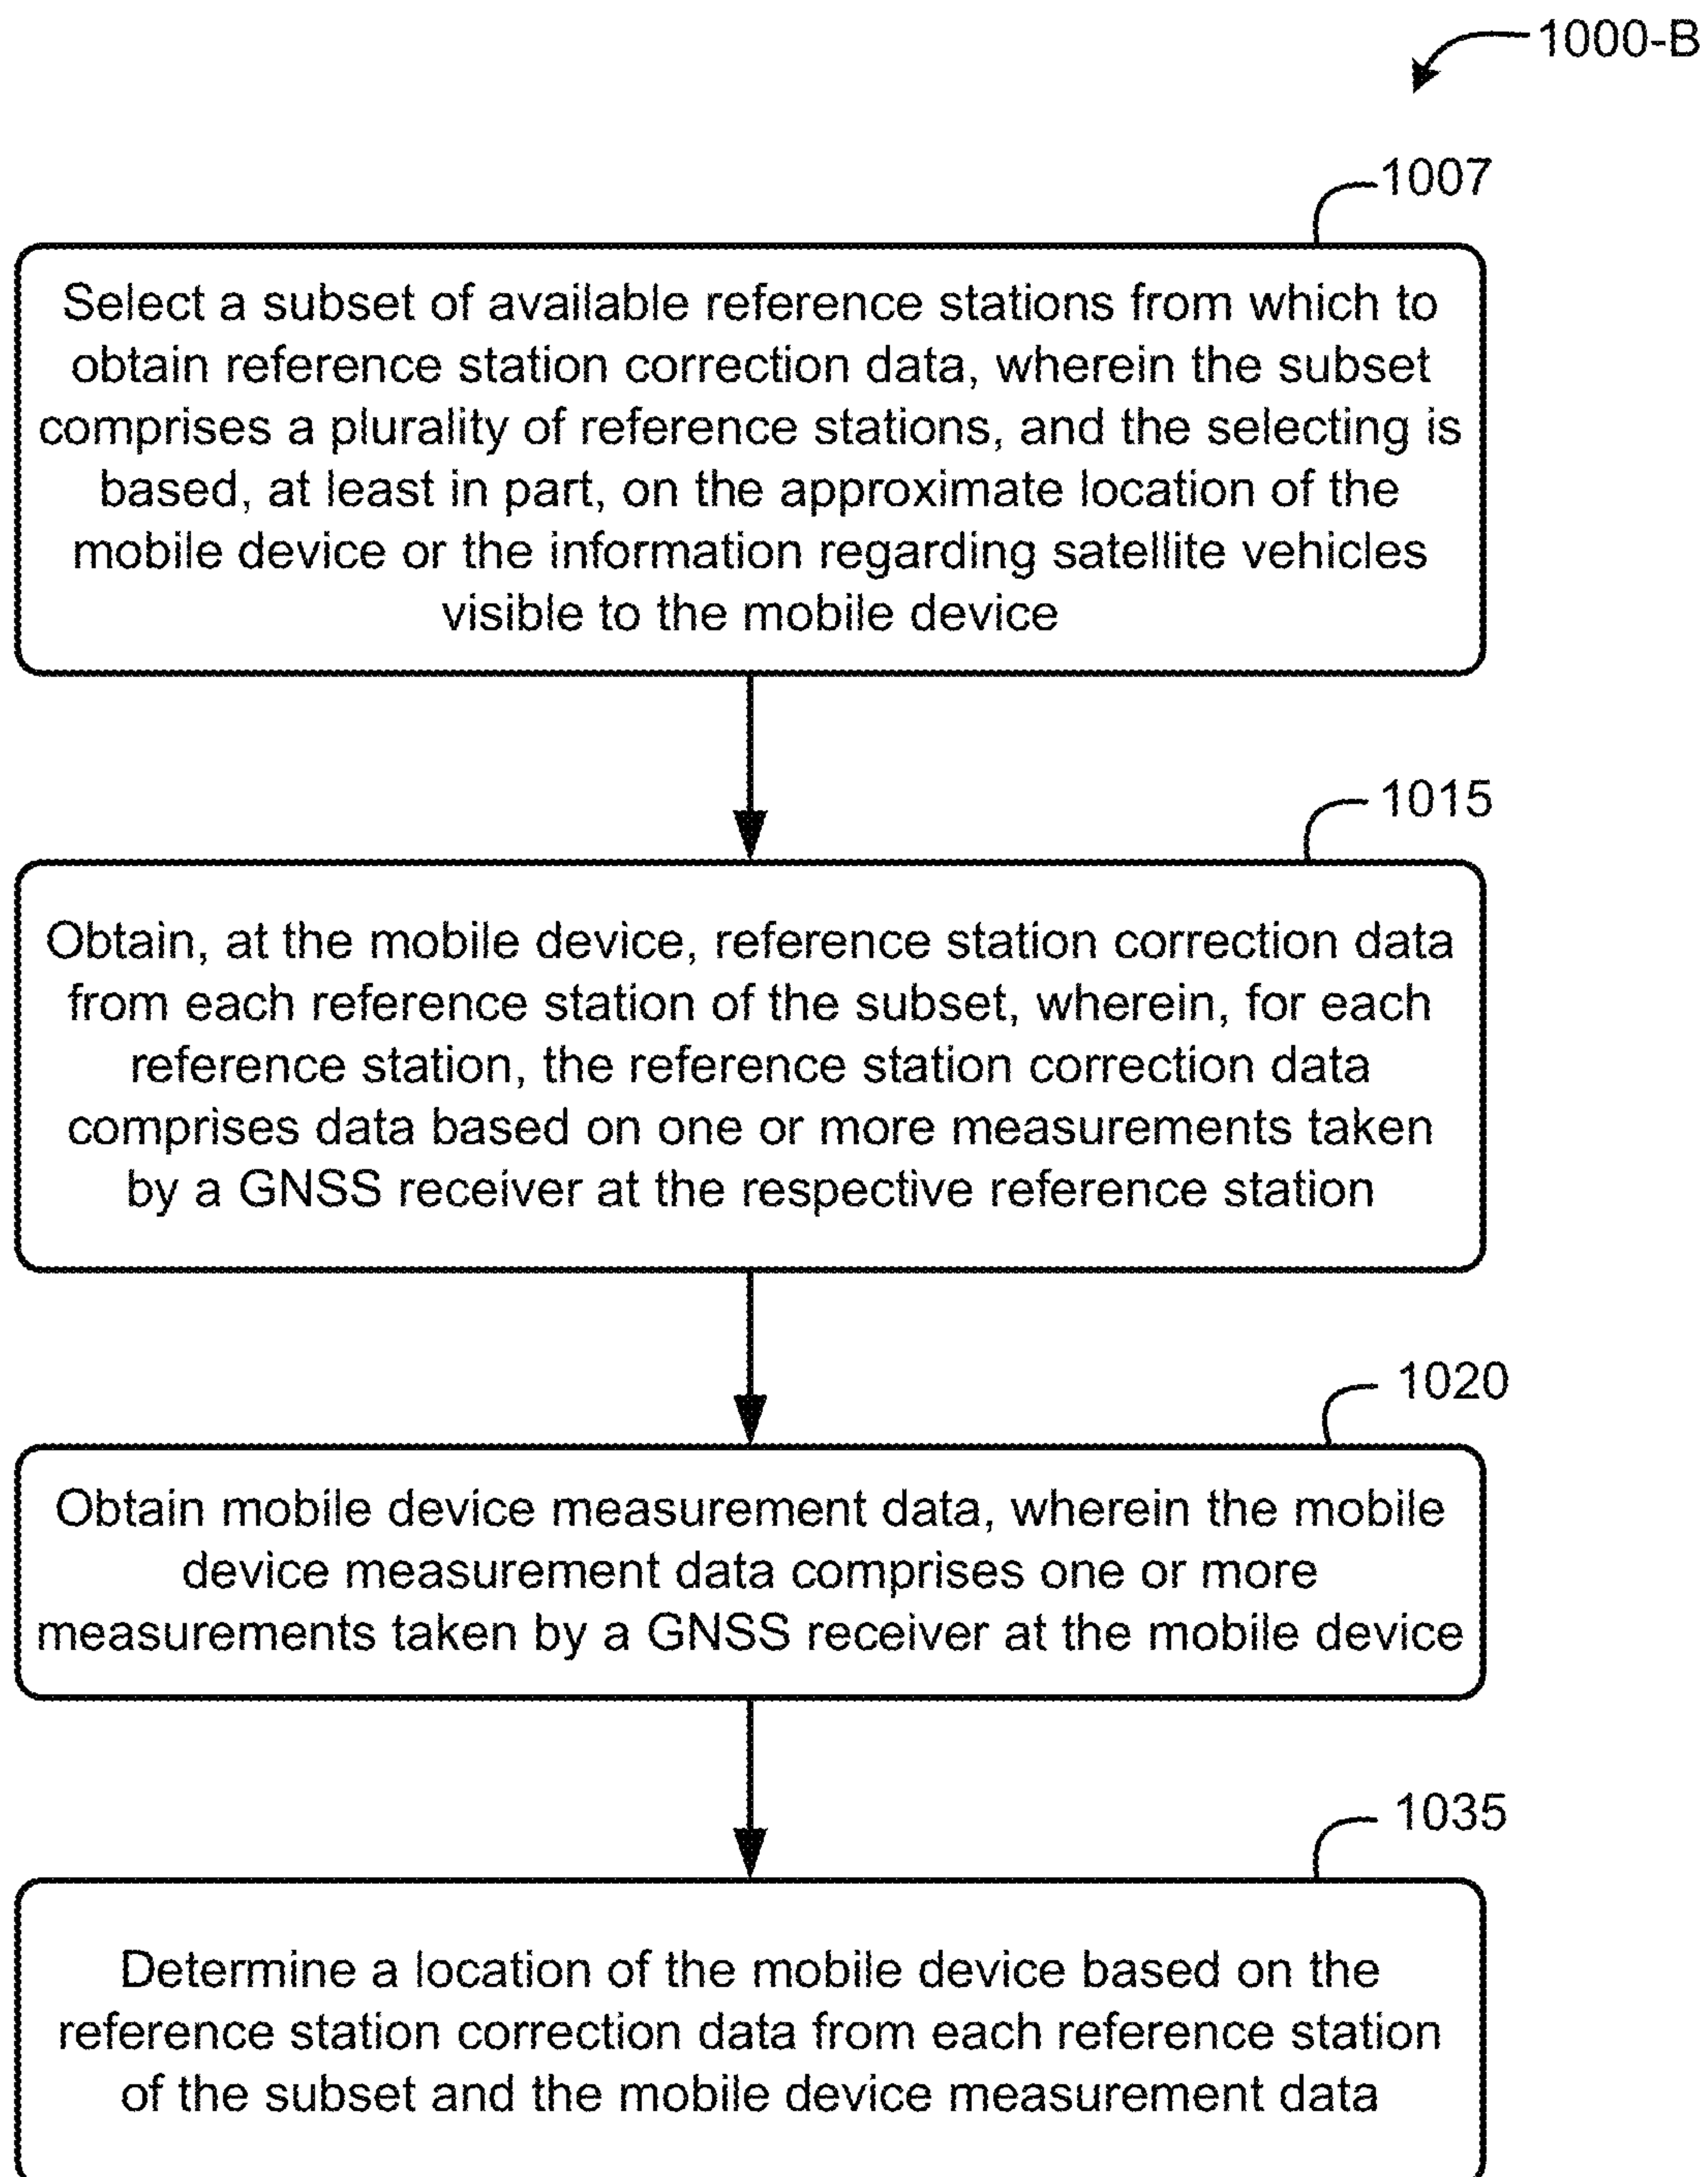 1000-B
1007
Select a subset of available reference stations from which to
obtain reference station correction data, wherein the subset
comprises a plurality of reference stations, and the selecting is
based, at least in part, on the approximate location of the
mobile device or the information regarding satellite vehicles
visible to the mobile device
1015
Obtain, at the mobile device, reference station correction data
from each reference station of the subset, wherein, for each
reference station, the reference station correction data
comprises data based on one or more measurements taken
by a GNSS receiver at the respective reference station
1020
Obtain mobile device measurement data, wherein the mobile
device measurement data comprises one or more
measurements taken by a GNSS receiver at the mobile device
1035
Determine a location of the mobile device based on the
reference station correction data from each reference station
of the subset and the mobile device measurement data